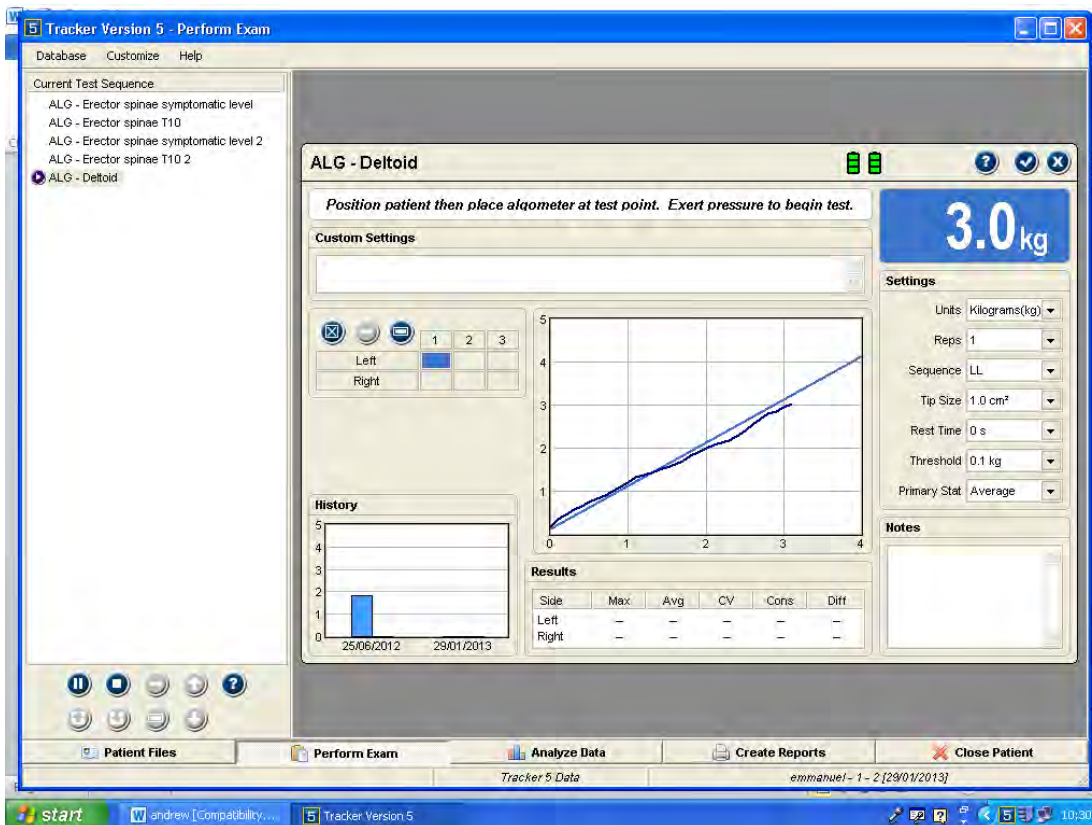 Tracker Version 5 - Perform Exam
Database Customize Help
Current Test Sequence
ALG - Erector spinae symptomatic level
ALG - Erector spinae T10
ALG - Erector spinae symptomatic level 2
ALG - Erector spinae T10 2
ALG - Deltoid
ALG - Deltoid
Position patient then place algometer at test point. Exert pressure to begin test.
3.0 kg
Custom Settings
Settings
Units Kilograms(kg)
Reps 1
Sequence LL
Tip Size 1.0 cm²
Rest Time 0 s
Threshold 0.1 kg
Primary Stat Average
Notes
1 2 3
Left
Right
5
4
3
2
1
0 1 2 3 4
History
5
4
3
2
1
0
25/06/2012 29/01/2013
Results
Side Max Avg CV Cons Diff
Left – – – – –
Right – – – – –
Patient Files Perform Exam Analyze Data Create Reports Close Patient
Tracker 5 Data emmanuel - 1 - 2 [29/01/2013]
start andrew [Compatibility.... Tracker Version 5 10:30